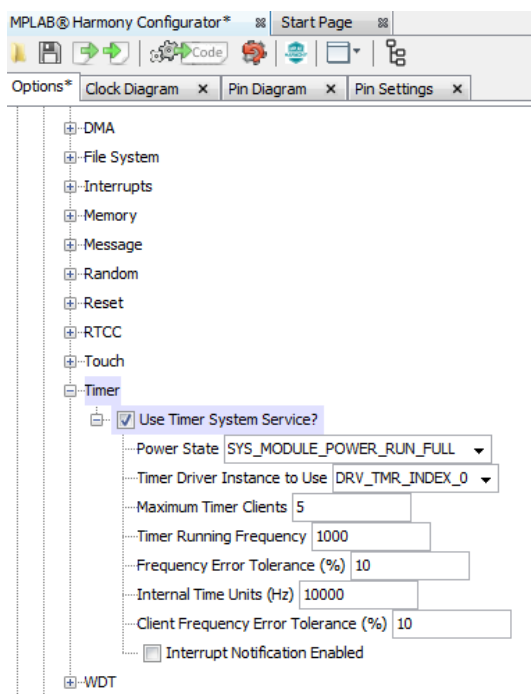 MPLAB® Harmony Configurator* Start Page
Code
Options* Clock Diagram Pin Diagram Pin Settings
DMA
File System
Interrupts
Memory
Message
Random
Reset
RTCC
Touch
Timer
Use Timer System Service?
Power State SYS_MODULE_POWER_RUN_FULL
Timer Driver Instance to Use DRV_TMR_INDEX_0
Maximum Timer Clients 5
Timer Running Frequency 1000
Frequency Error Tolerance (%) 10
Internal Time Units (Hz) 10000
Client Frequency Error Tolerance (%) 10
Interrupt Notification Enabled
WDT